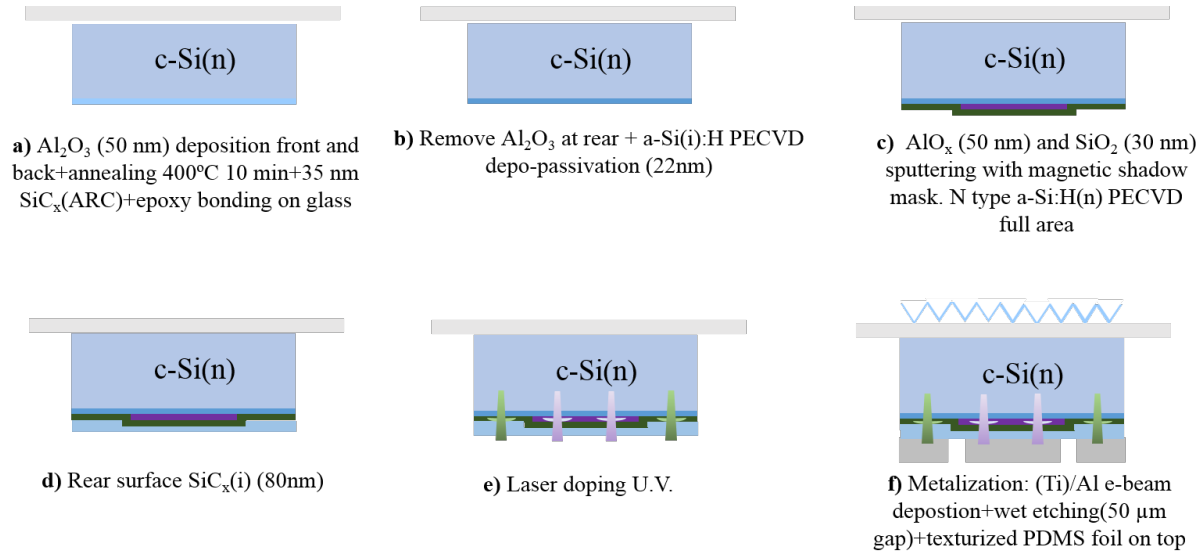 c-Si(n)
a) Al₂O₃ (50 nm) deposition front and
back+annealing 400ºC 10 min+35 nm
SiCₓ(ARC)+epoxy bonding on glass
c-Si(n)
b) Remove Al₂O₃ at rear + a-Si(i):H PECVD
depo-passivation (22nm)
c-Si(n)
c) AlOₓ (50 nm) and SiO₂ (30 nm)
sputtering with magnetic shadow
mask. N type a-Si:H(n) PECVD
full area
c-Si(n)
d) Rear surface SiCₓ(i) (80nm)
c-Si(n)
e) Laser doping U.V.
c-Si(n)
f) Metalization: (Ti)/Al e-beam
depostion+wet etching(50 µm
gap)+texturized PDMS foil on top